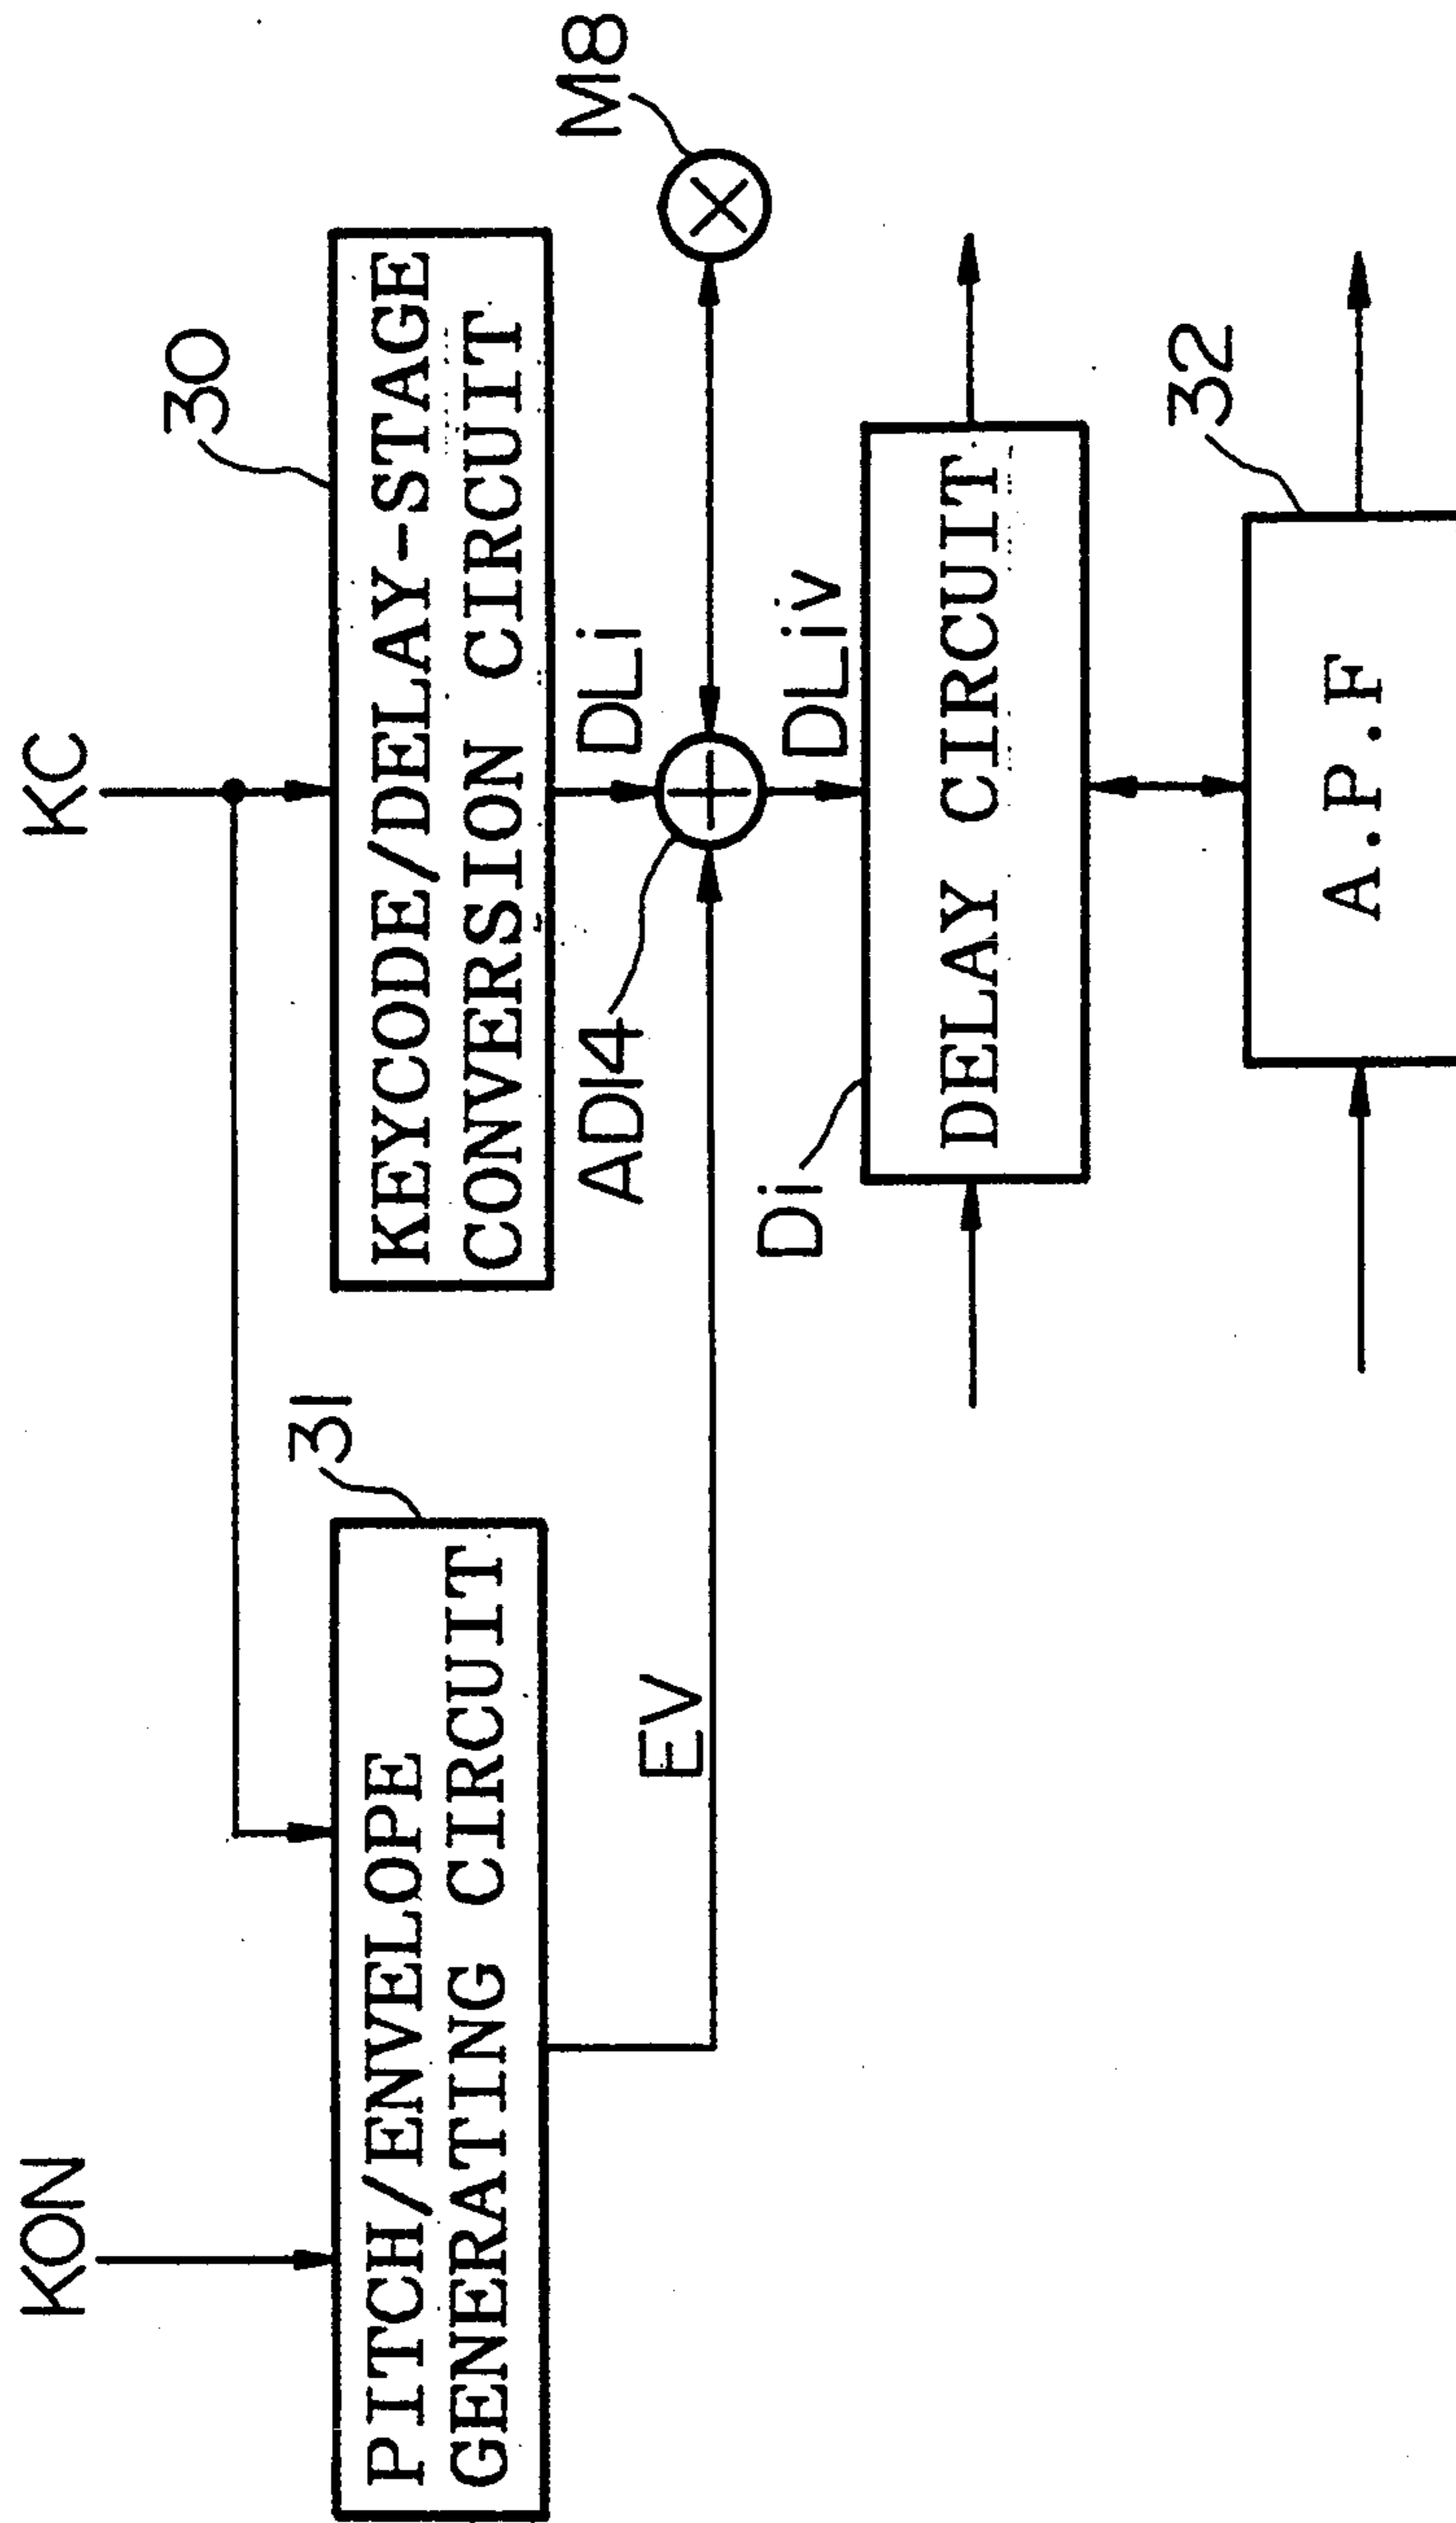 KON
KC
31
PITCH/ENVELOPE
GENERATING CIRCUIT
30
KEYCODE/DELAY-STAGE
CONVERSION CIRCUIT
EV
AD14
DLi
M8
DLiv
Di
DELAY CIRCUIT
32
A.P.F